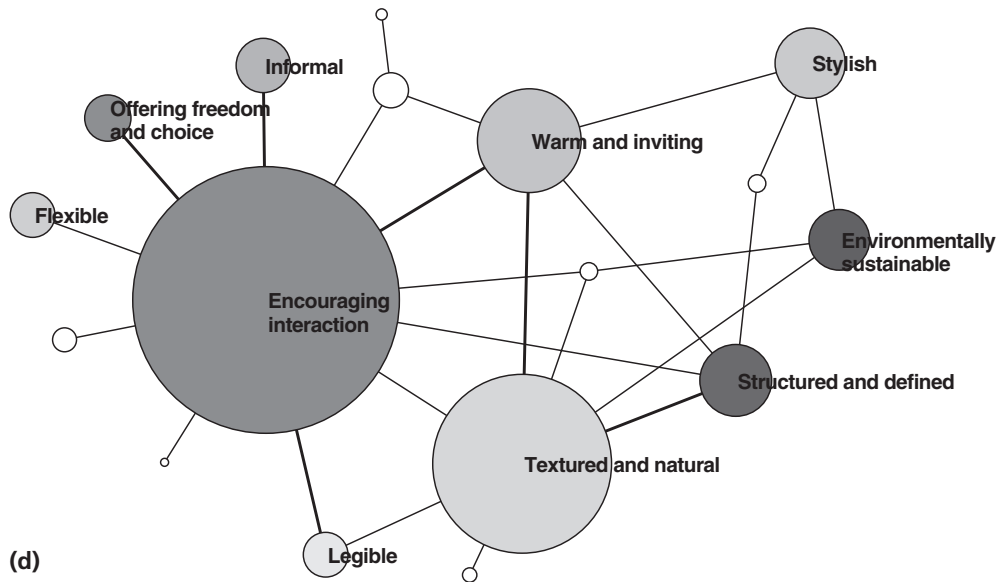 Informal
Stylish
Offering freedom
and choice
Warm and inviting
Flexible
Environmentally
sustainable
Encouraging
interaction
Structured and defined
Textured and natural
Legible
(d)